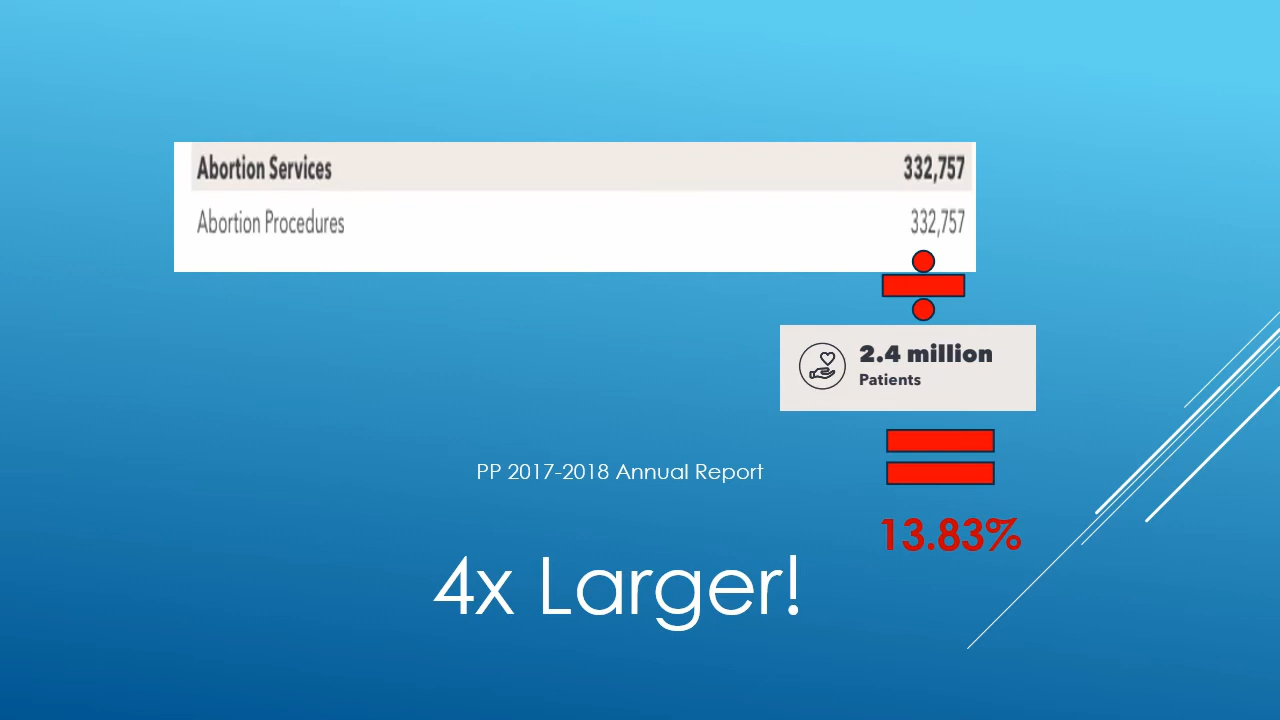 Abortion Services 332,757
Abortion Procedures 332,757
2.4 million
Patients
PP 2017-2018 Annual Report
13.83%
4x Larger!